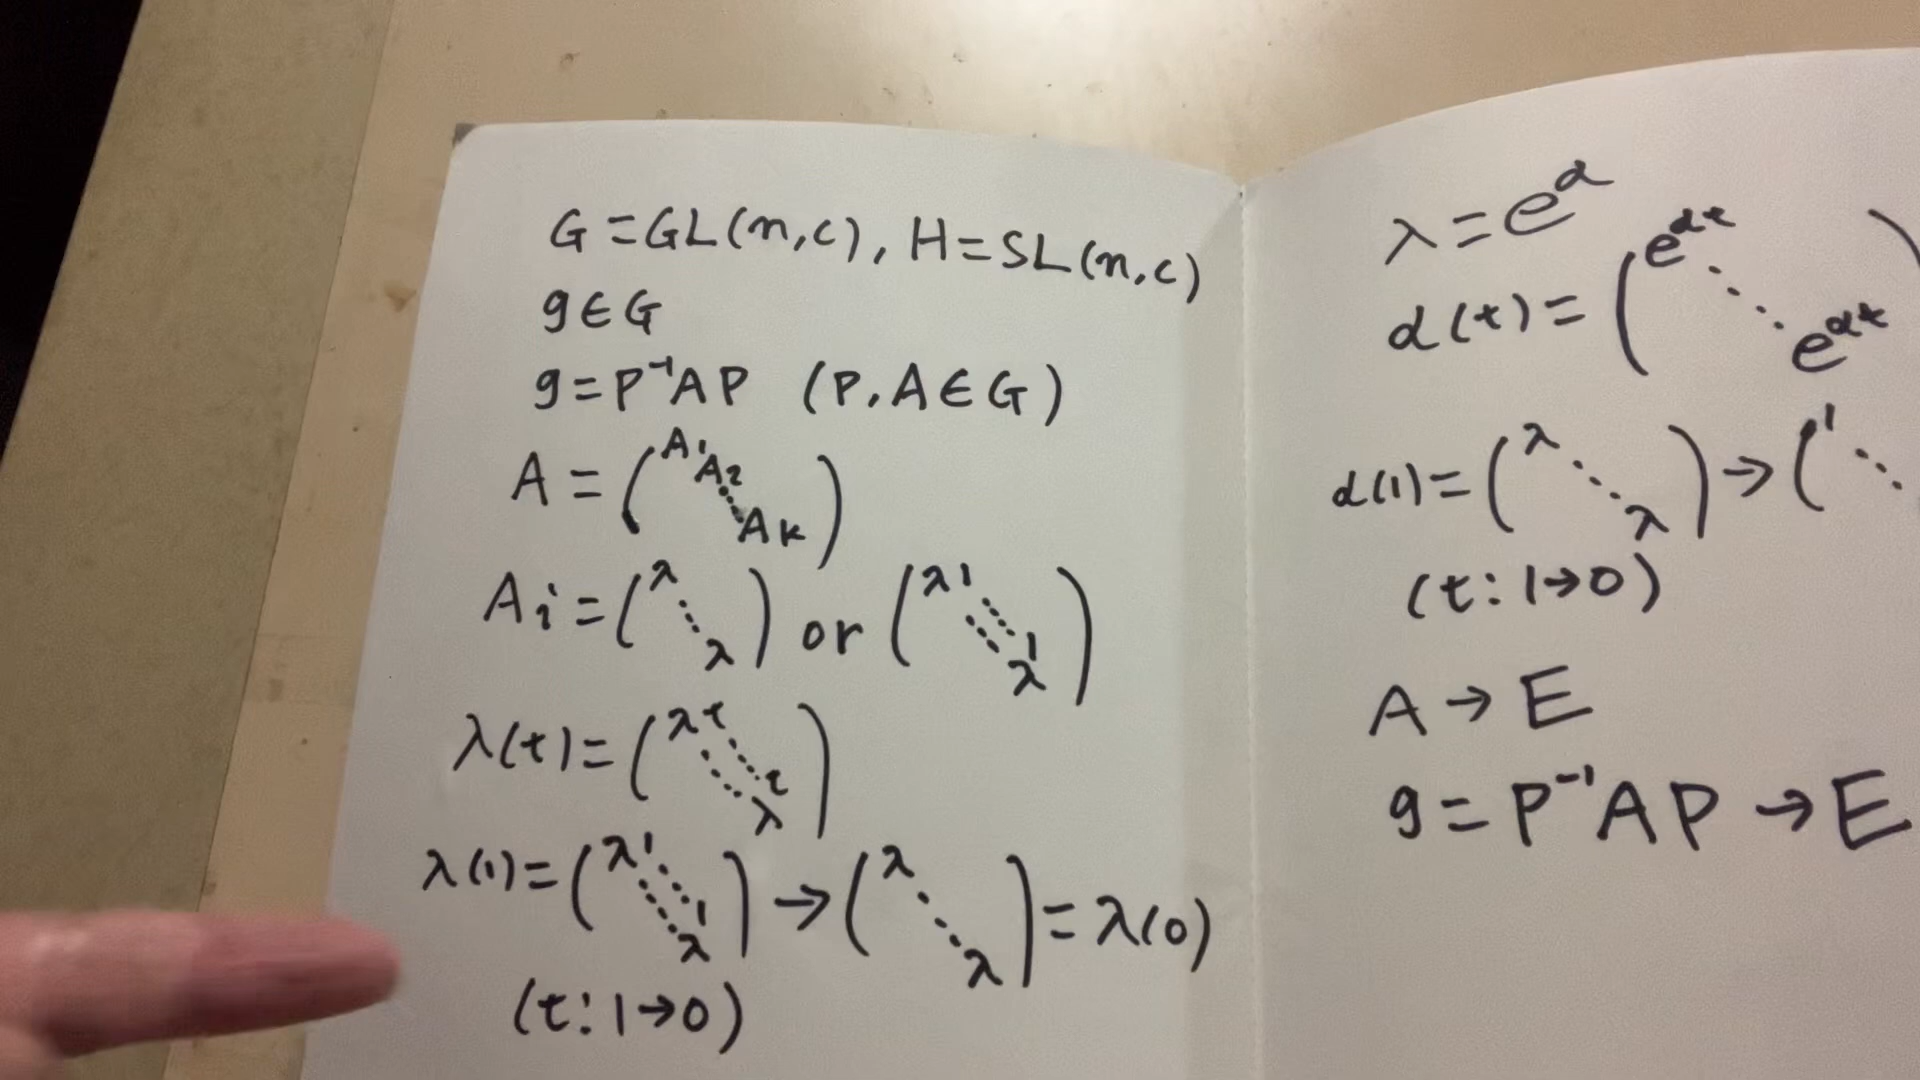 G=GL(n,C), H=SL(n,C)
g∈G
g=P⁻¹AP (P,A∈G)
A=(A1 A2 ⋱ Ak)
Ai=(λ ⋱ λ) or (λ 1 ⋱ ⋱ 1 λ)
λ(t)=(λ t ⋱ ⋱ t λ)
λ(1)=(λ 1 ⋱ ⋱ 1 λ)→(λ ⋱ λ)=λ(0)
(t:1→0)
λ=e^α
α(t)=(e^αt ⋱ e^αt)
α(1)=(λ ⋱ λ)→(1 ⋱
(t:1→0)
A→E
g=P⁻¹AP→E